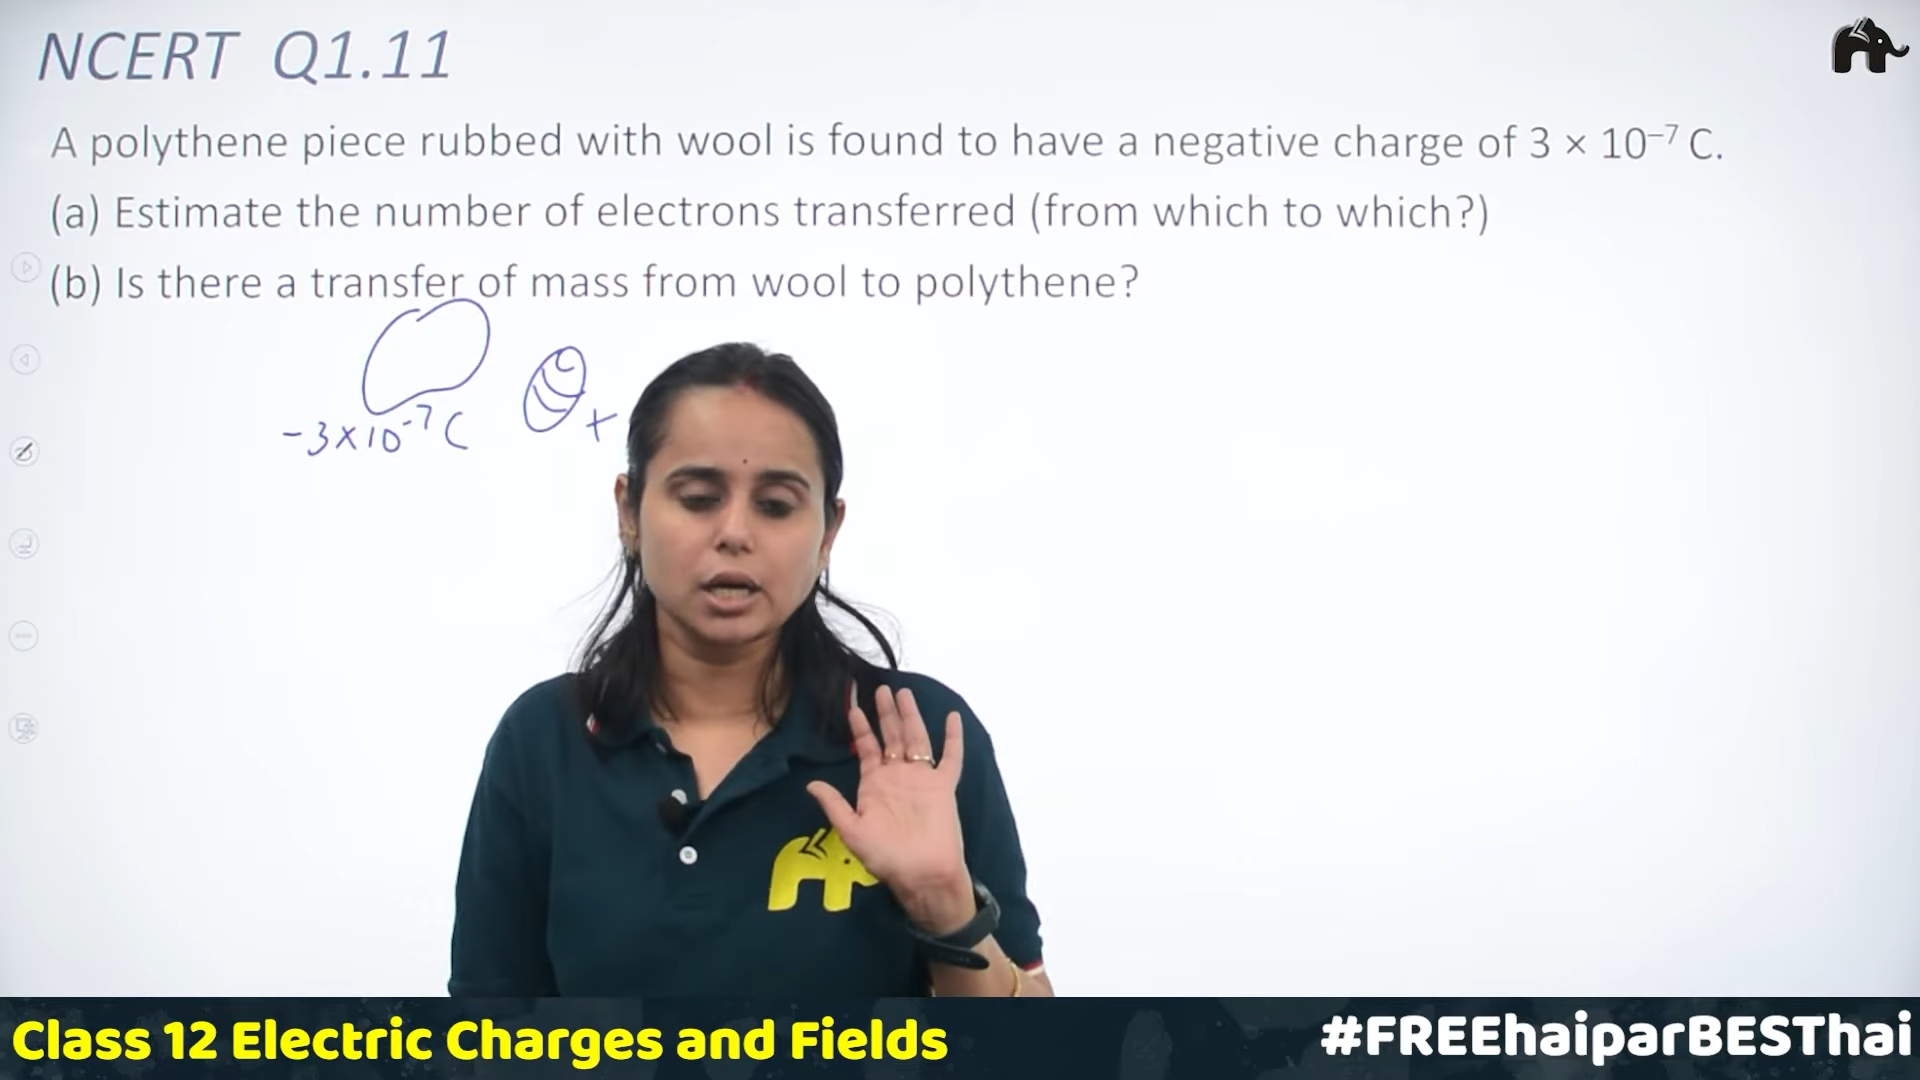 NCERT Q1.11
A polythene piece rubbed with wool is found to have a negative charge of 3 × 10⁻⁷ C.
(a) Estimate the number of electrons transferred (from which to which?)
(b) Is there a transfer of mass from wool to polythene?
-3×10⁻⁷ C
+
Class 12 Electric Charges and Fields
#FREEhaiparBESThai